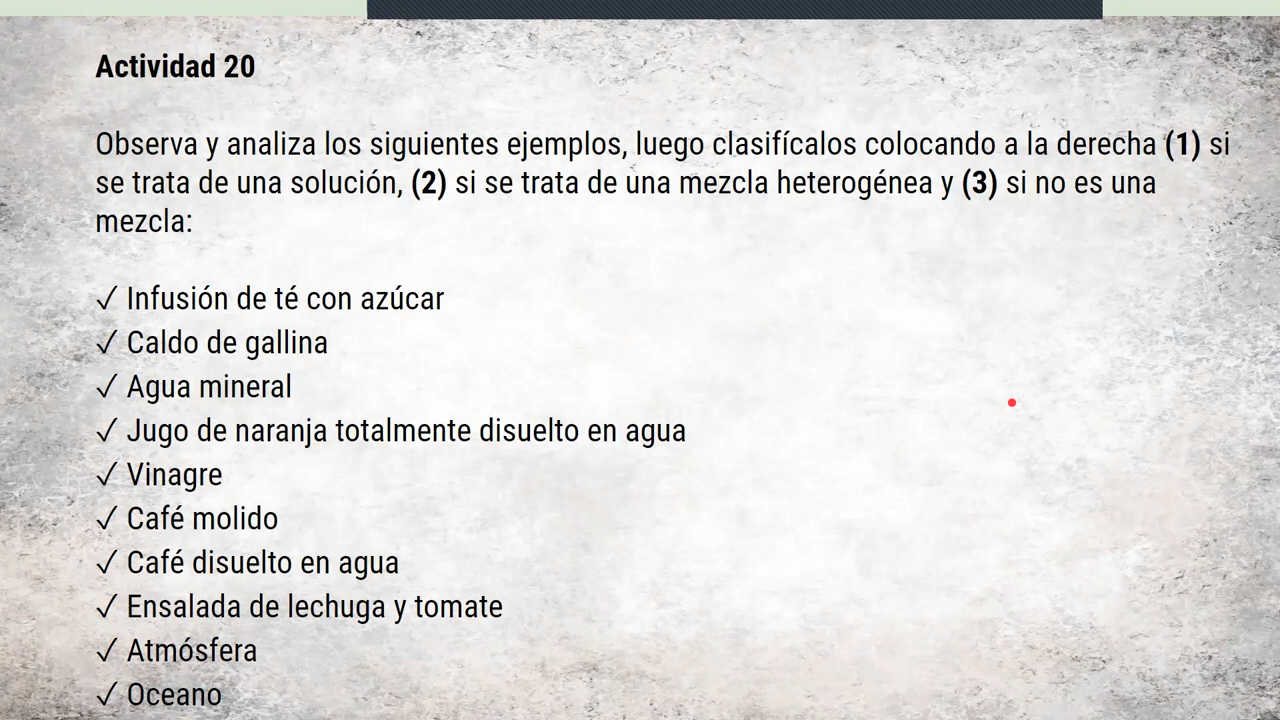 Actividad 20
Observa y analiza los siguientes ejemplos, luego clasifícalos colocando a la derecha (1) si
se trata de una solución, (2) si se trata de una mezcla heterogénea y (3) si no es una
mezcla:
✓ Infusión de té con azúcar
✓ Caldo de gallina
✓ Agua mineral
✓ Jugo de naranja totalmente disuelto en agua
✓ Vinagre
✓ Café molido
✓ Café disuelto en agua
✓ Ensalada de lechuga y tomate
✓ Atmósfera
✓ Oceano